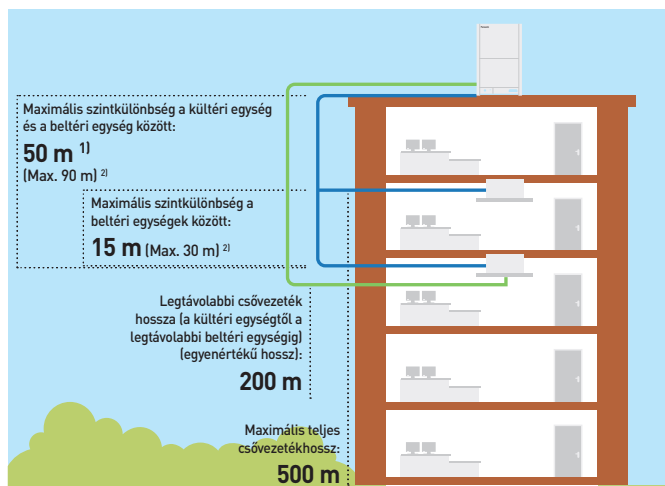 Maximális szintkülönbség a kültéri egység
és a beltéri egység között:
50 m ¹⁾
(Max. 90 m) ²⁾
Maximális szintkülönbség a
beltéri egységek között:
15 m (Max. 30 m) ²⁾
Legtávolabbi csővezeték
hossza (a kültéri egységtől a
legtávolabbi beltéri egységig)
(egyenértékű hossz):
200 m
Maximális teljes
csővezetékhossz:
500 m